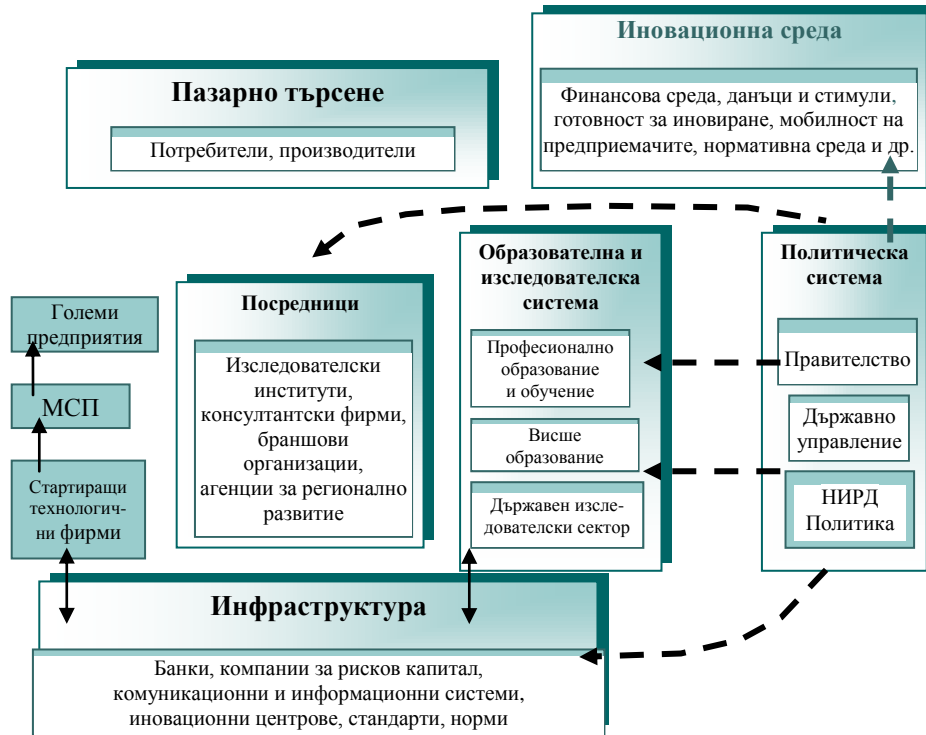 Иновационна среда
Финансова среда, данъци и стимули,
готовност за иновиране, мобилност на
предприемачите, нормативна среда и др.
Пазарно търсене
Потребители, производители
Големи
предприятия
МСП
Стартиращи
технологич-
ни фирми
Посредници
Изследователски
институти,
консултантски фирми,
браншови
организации,
агенции за регионално
развитие
Образователна и
изследователска
система
Професионално
образование
и обучение
Висше
образование
Държавен изсле-
дователски сектор
Политическа
система
Правителство
Държавно
управление
НИРД
Политика
Инфраструктура
Банки, компании за рисков капитал,
комуникационни и информационни системи,
иновационни центрове, стандарти, норми